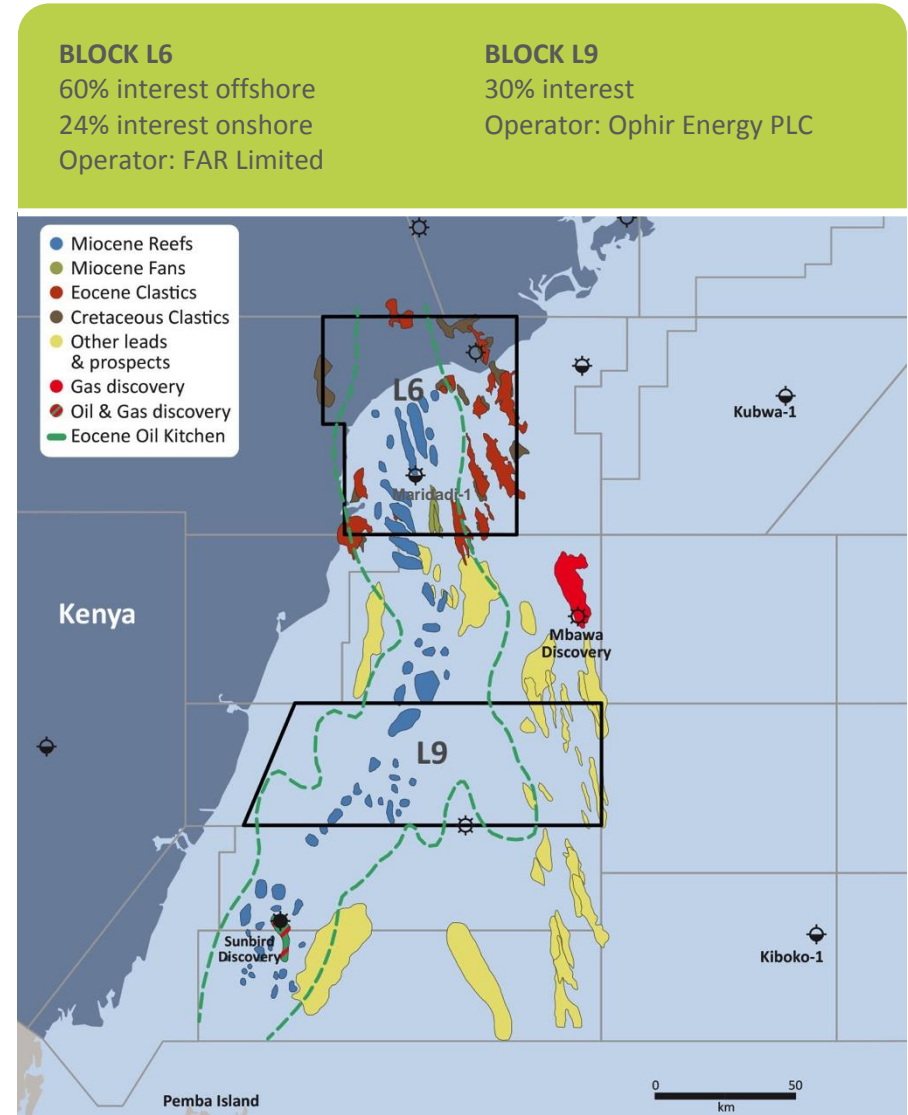 BLOCK L6
60% interest offshore
24% interest onshore
Operator: FAR Limited
BLOCK L9
30% interest
Operator: Ophir Energy PLC
Miocene Reefs
Miocene Fans
Eocene Clastics
Cretaceous Clastics
Other leads
& prospects
Gas discovery
Oil & Gas discovery
Eocene Oil Kitchen
L6
Kubwa-1
Maridadi-1
Kenya
Mbawa
Discovery
L9
Sunbird
Discovery
Kiboko-1
Pemba Island
0 50
km